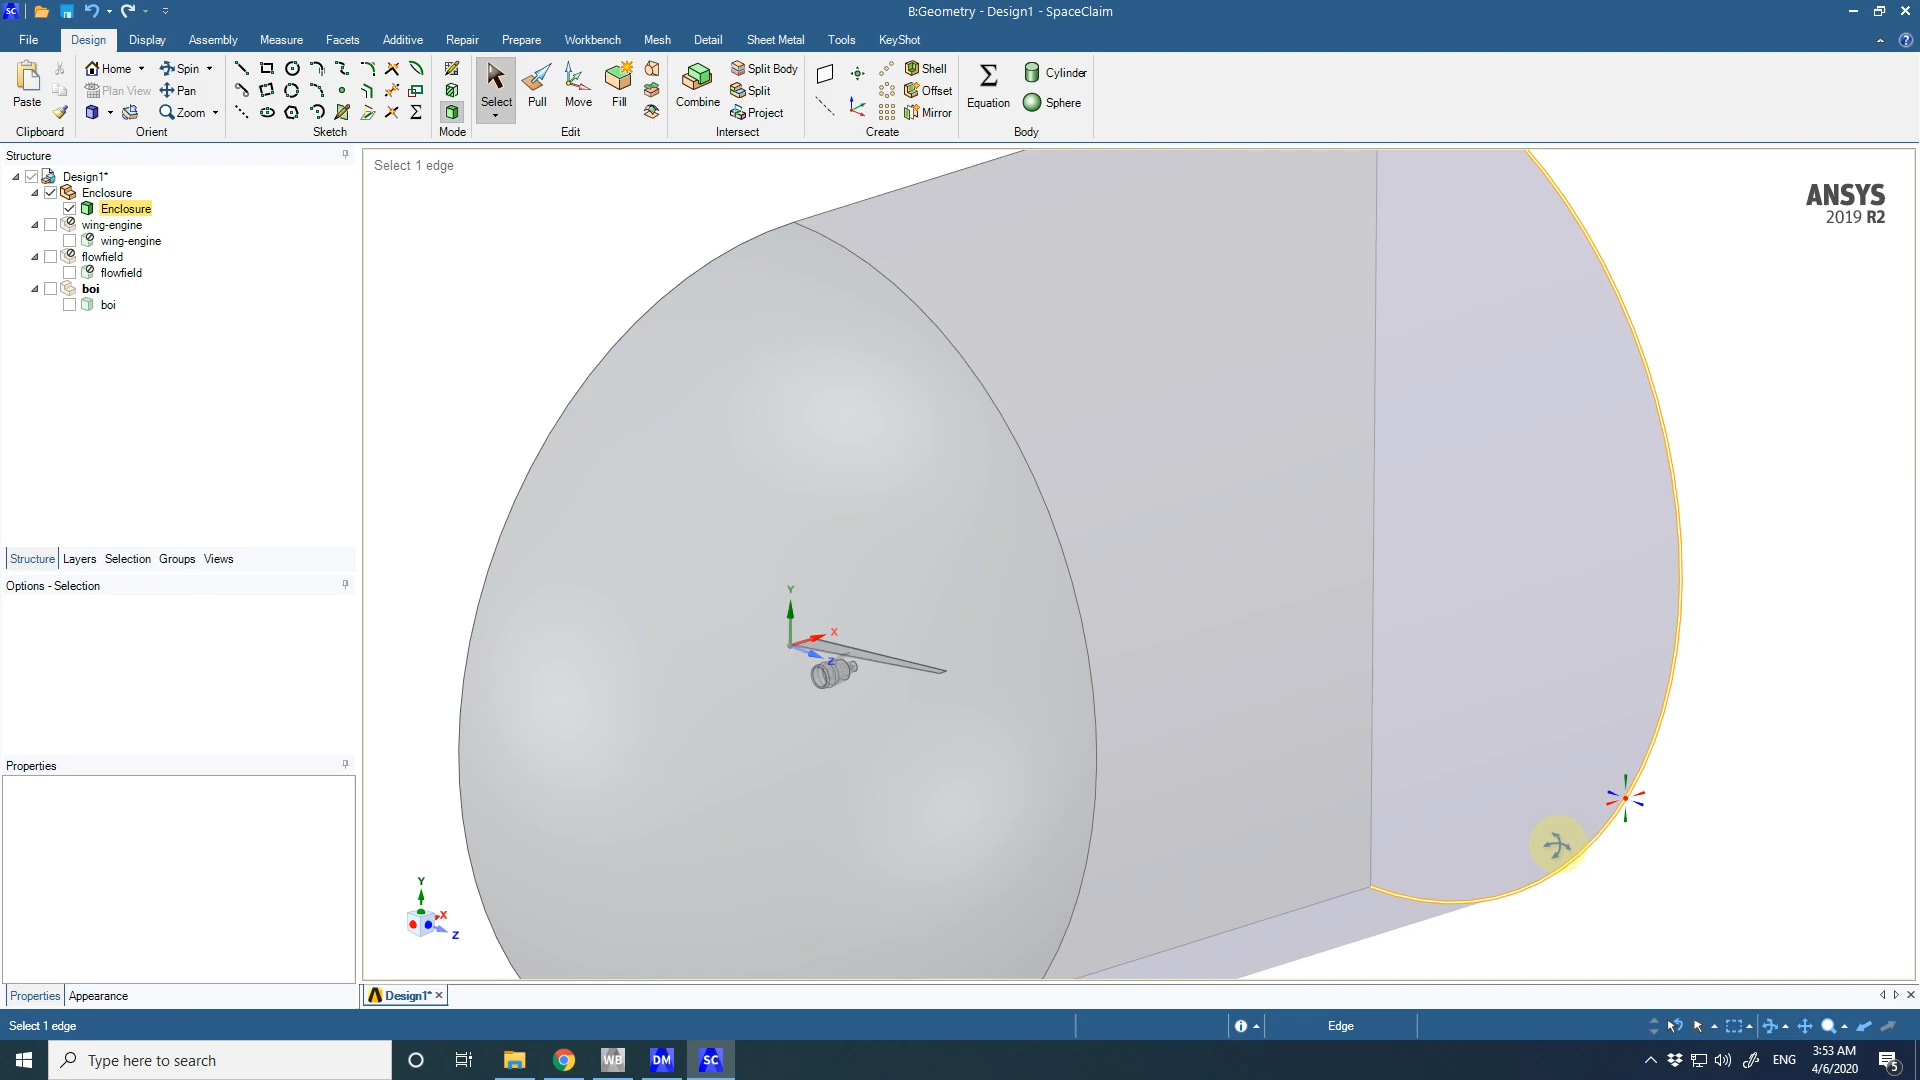 SC
B:Geometry - Design1 - SpaceClaim
File Design Display Assembly Measure Facets Additive Repair Prepare Workbench Mesh Detail Sheet Metal Tools KeyShot
Paste
Clipboard
Home Spin
Plan View Pan
Zoom
Orient
Sketch
Mode
Select Pull Move Fill
Edit
Combine
Split Body
Split
Project
Intersect
Shell
Offset
Mirror
Create
Equation
Cylinder
Sphere
Body
Structure
Design1*
Enclosure
Enclosure
wing-engine
wing-engine
flowfield
flowfield
boi
boi
Structure Layers Selection Groups Views
Options - Selection
Properties
Properties Appearance
Select 1 edge
ANSYS
2019 R2
Y
X
Z
Y
X
Z
Design1*
Select 1 edge
Edge
Type here to search
WB DM SC
ENG
3:53 AM
4/6/2020
5